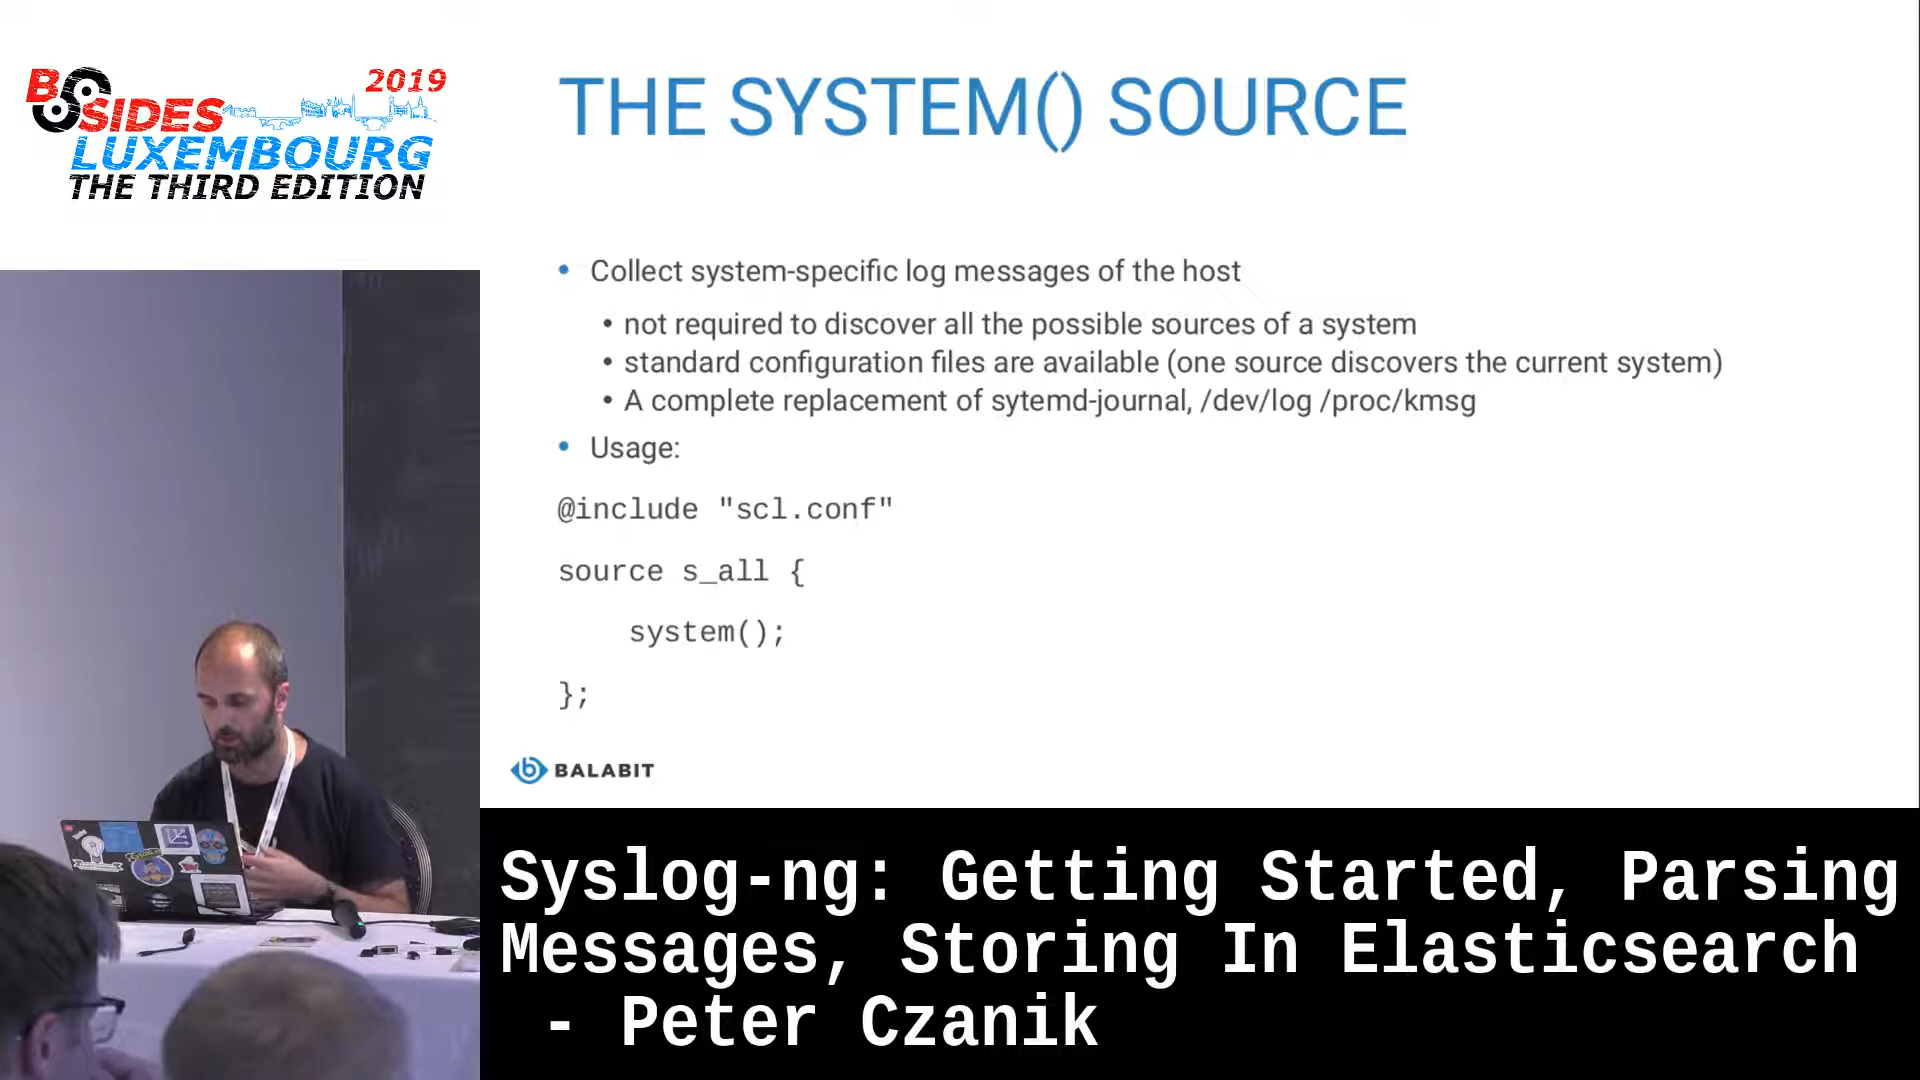 2019
BSIDES
LUXEMBOURG
THE THIRD EDITION
THE SYSTEM() SOURCE
• Collect system-specific log messages of the host
• not required to discover all the possible sources of a system
• standard configuration files are available (one source discovers the current system)
• A complete replacement of sytemd-journal, /dev/log /proc/kmsg
• Usage:
@include "scl.conf"
source s_all {
system();
};
BALABIT
Syslog-ng: Getting Started, Parsing
Messages, Storing In Elasticsearch
- Peter Czanik